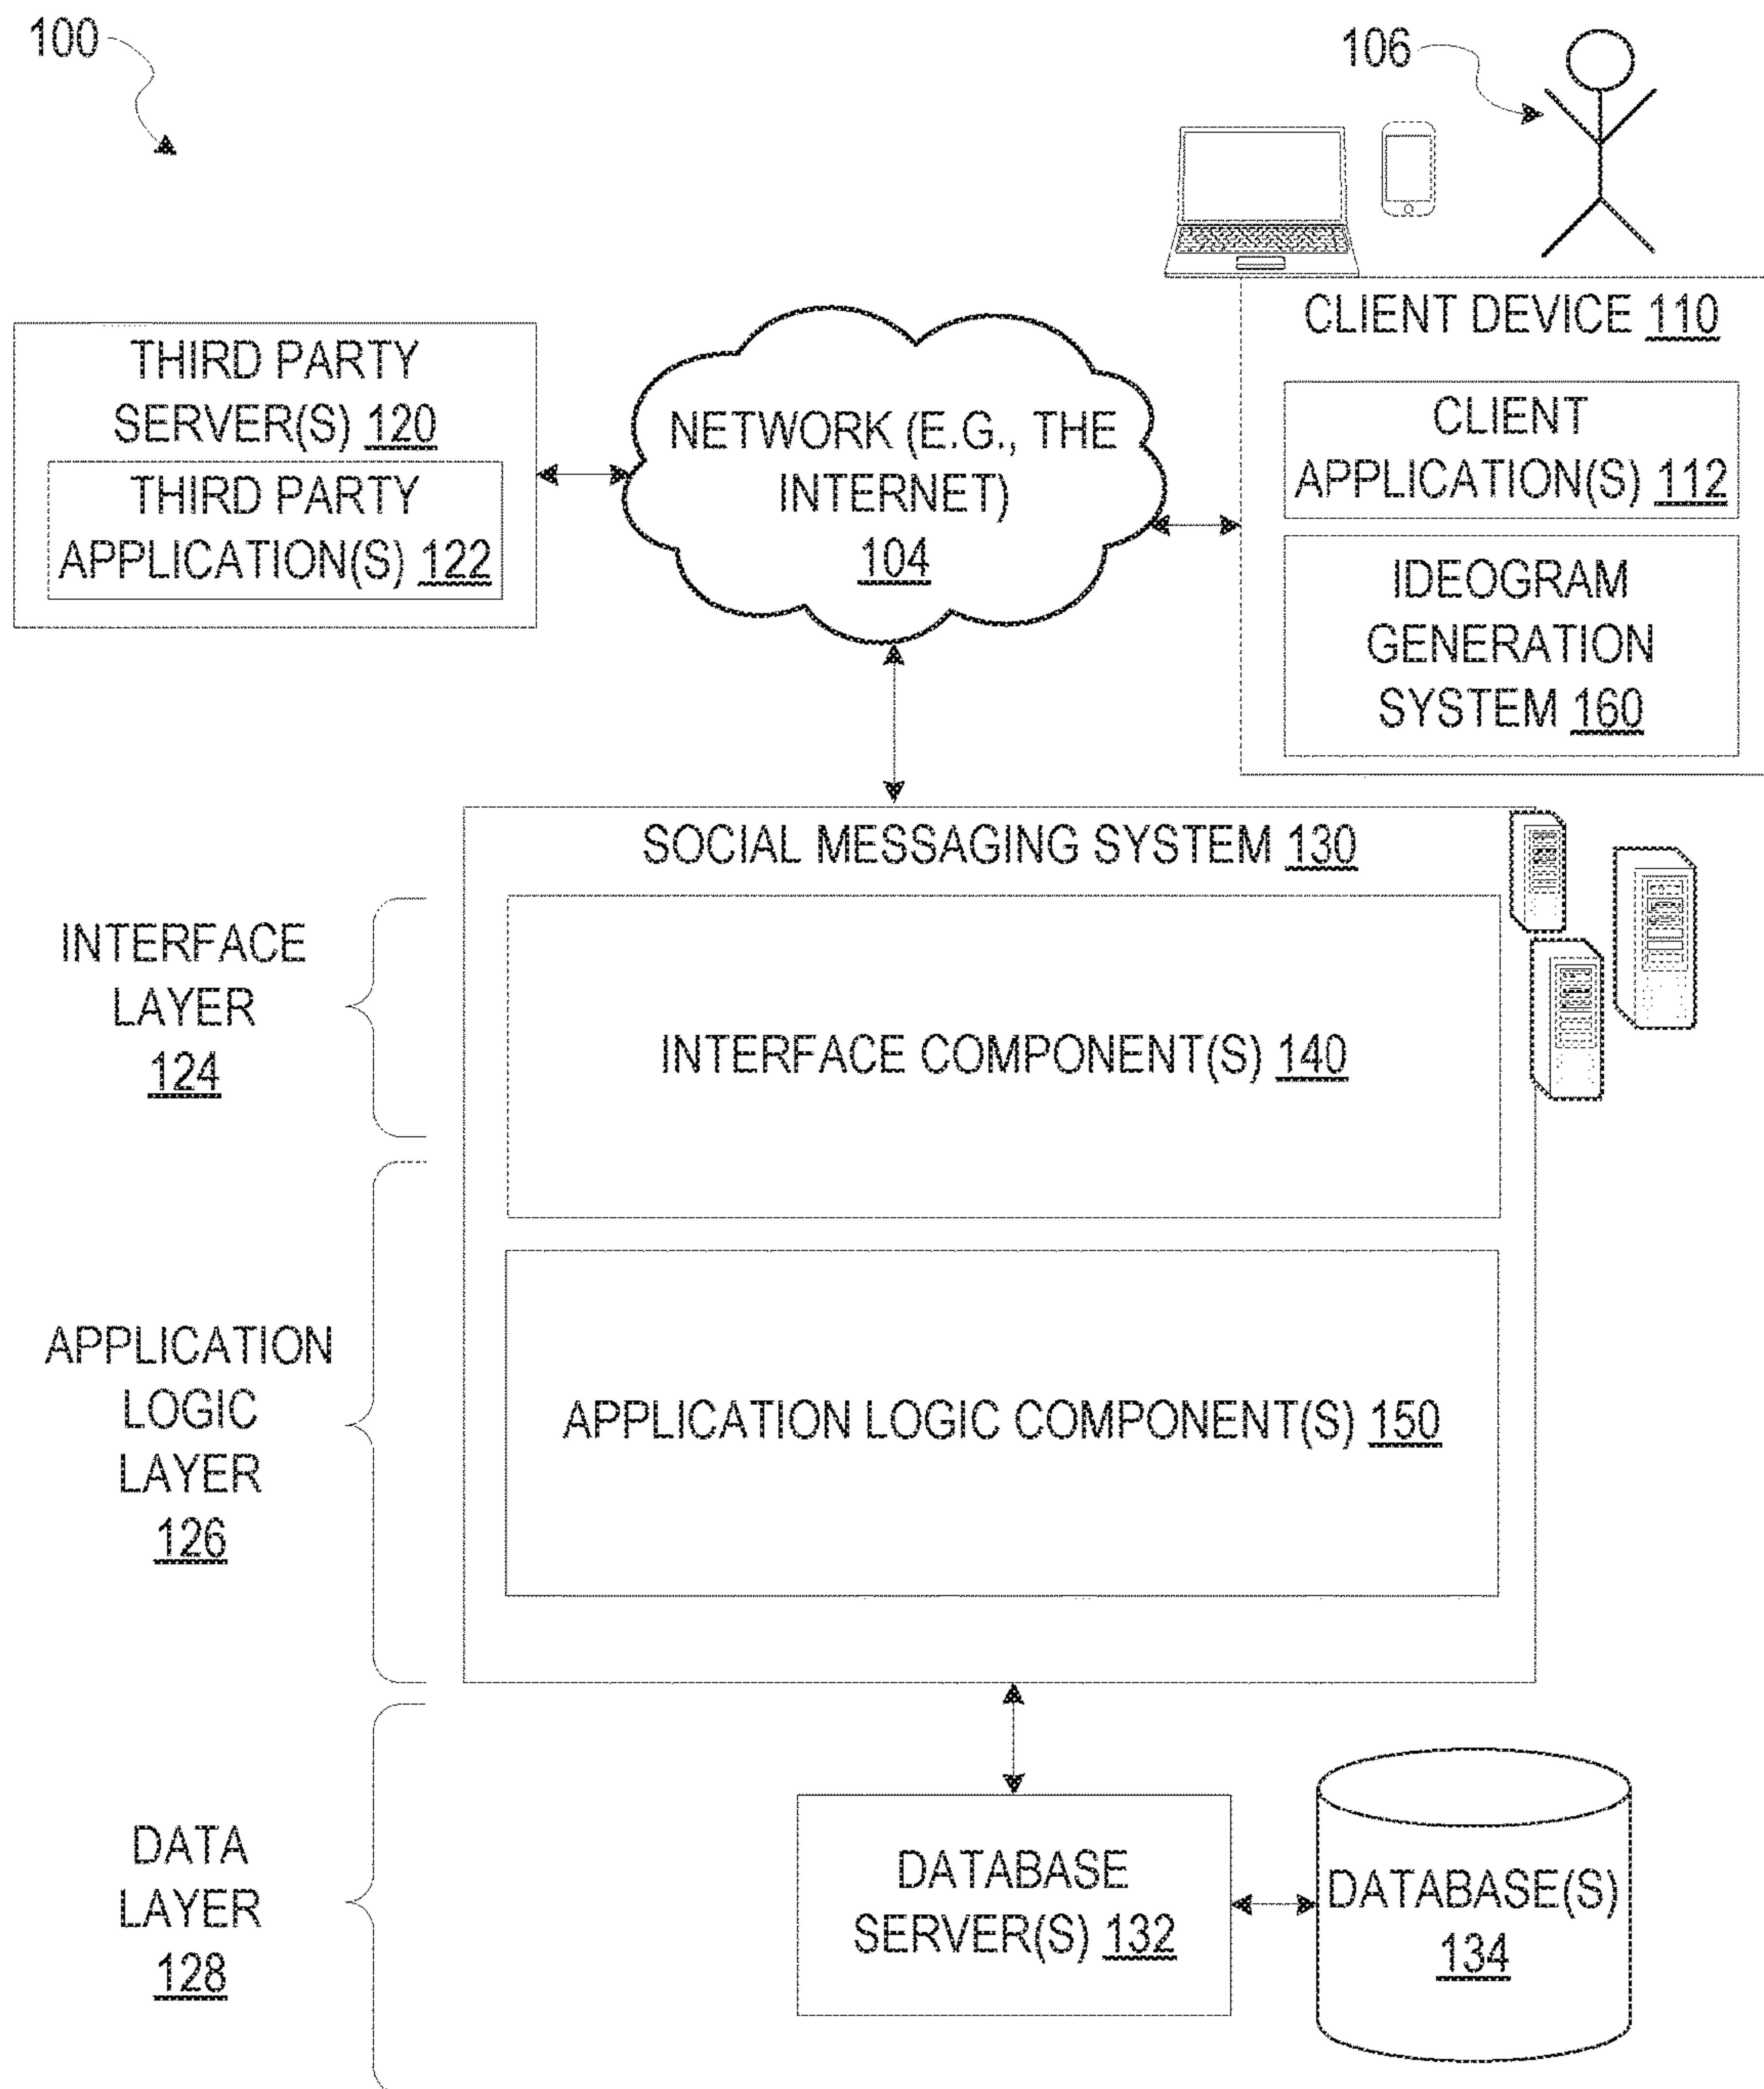 100
106
CLIENT DEVICE 110
THIRD PARTY
SERVER(S) 120
THIRD PARTY
APPLICATION(S) 122
NETWORK (E.G., THE
INTERNET)
104
CLIENT
APPLICATION(S) 112
IDEOGRAM
GENERATION
SYSTEM 160
SOCIAL MESSAGING SYSTEM 130
INTERFACE
LAYER
124
INTERFACE COMPONENT(S) 140
APPLICATION
LOGIC
LAYER
126
APPLICATION LOGIC COMPONENT(S) 150
DATA
LAYER
128
DATABASE
SERVER(S) 132
DATABASE(S)
134